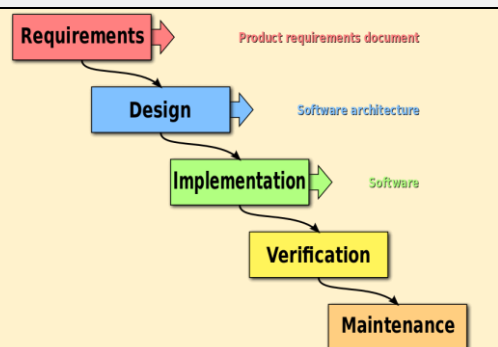 Requirements
Product requirements document
Design
Software architecture
Implementation
Software
Verification
Maintenance